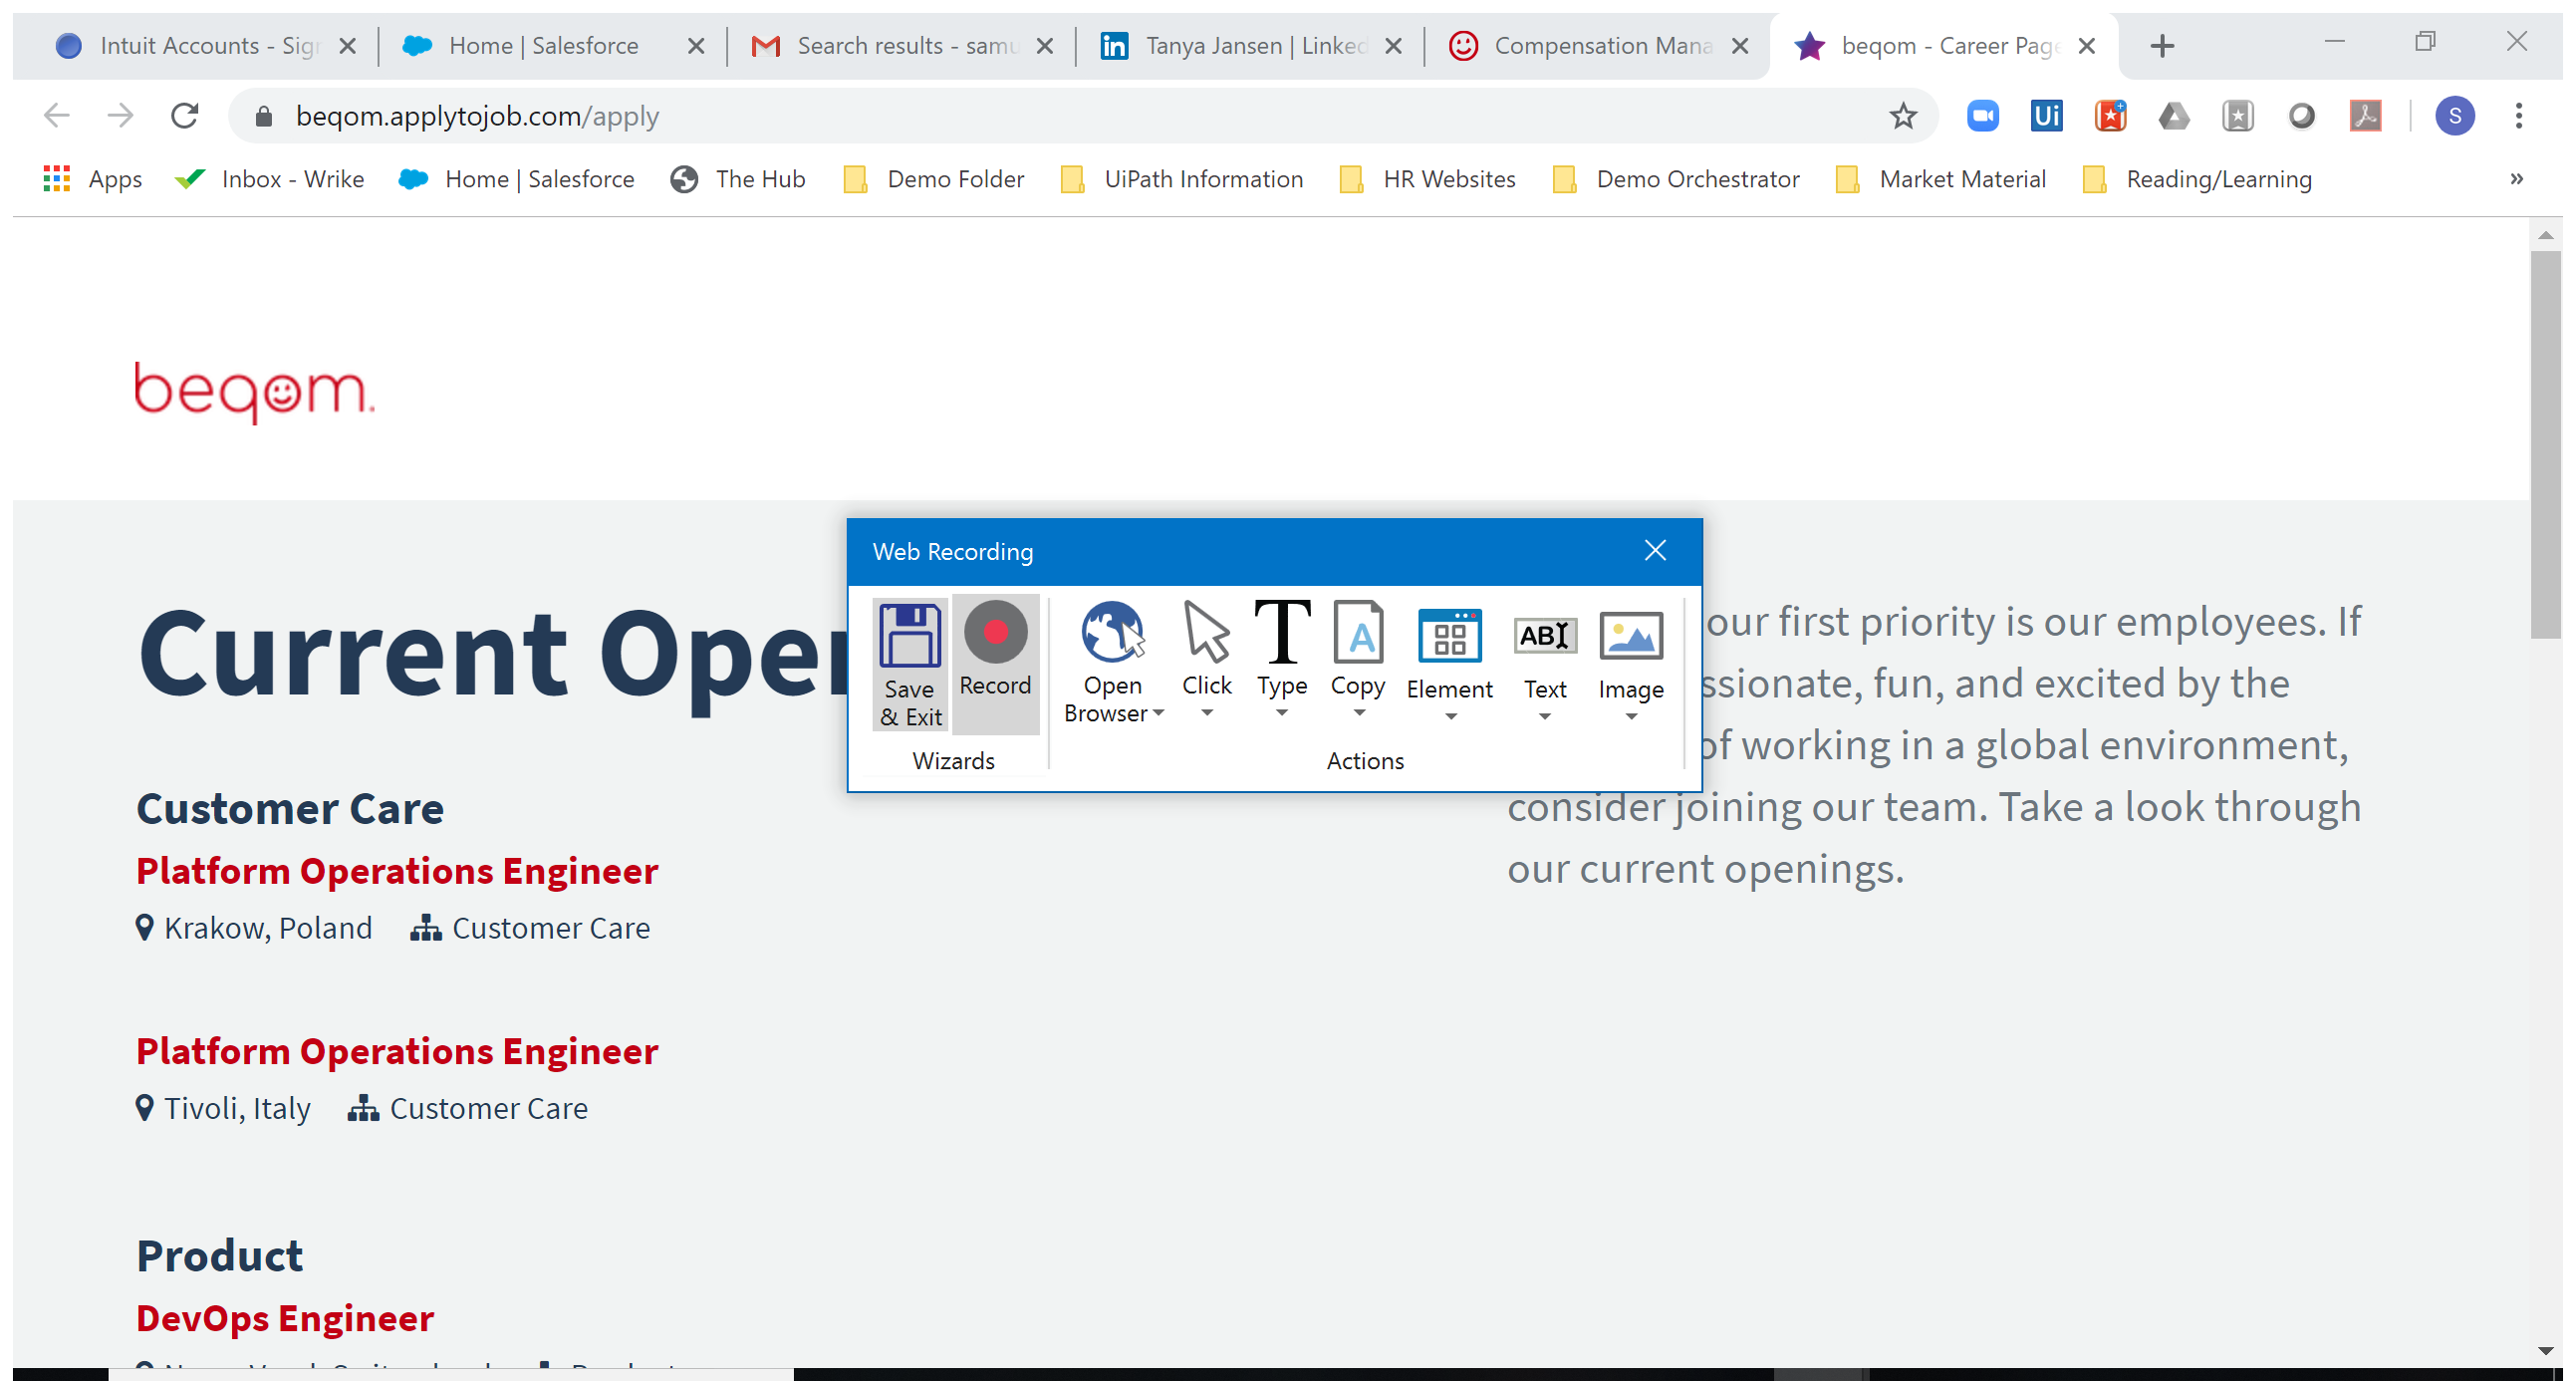 Intuit Accounts - Sign
Home | Salesforce
Search results - samu
Tanya Jansen | Linked
Compensation Mana
beqom - Career Page
beqom.applytojob.com/apply
Ui
S
Apps
Inbox - Wrike
Home | Salesforce
The Hub
Demo Folder
UiPath Information
HR Websites
Demo Orchestrator
Market Material
Reading/Learning
»
beqom.
Current Open
our first priority is our employees. If
ssionate, fun, and excited by the
of working in a global environment,
consider joining our team. Take a look through
our current openings.
Web Recording
Save & Exit
Record
Open Browser
Click
Type
Copy
Element
Text
Image
Wizards
Actions
Customer Care
Platform Operations Engineer
Krakow, Poland Customer Care
Platform Operations Engineer
Tivoli, Italy Customer Care
Product
DevOps Engineer